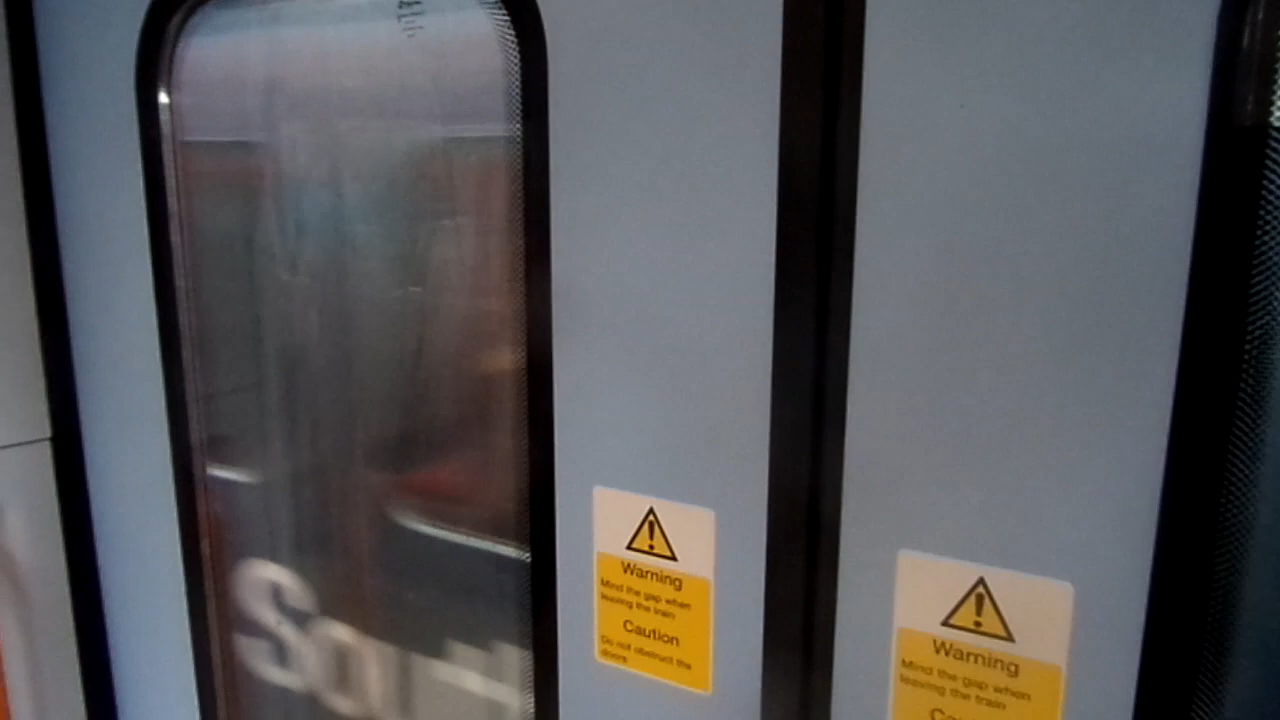 Warning
Mind the gap when
leaving the train
Caution
Do not obstruct the
doors
Warning
Mind the gap when
leaving the train
South